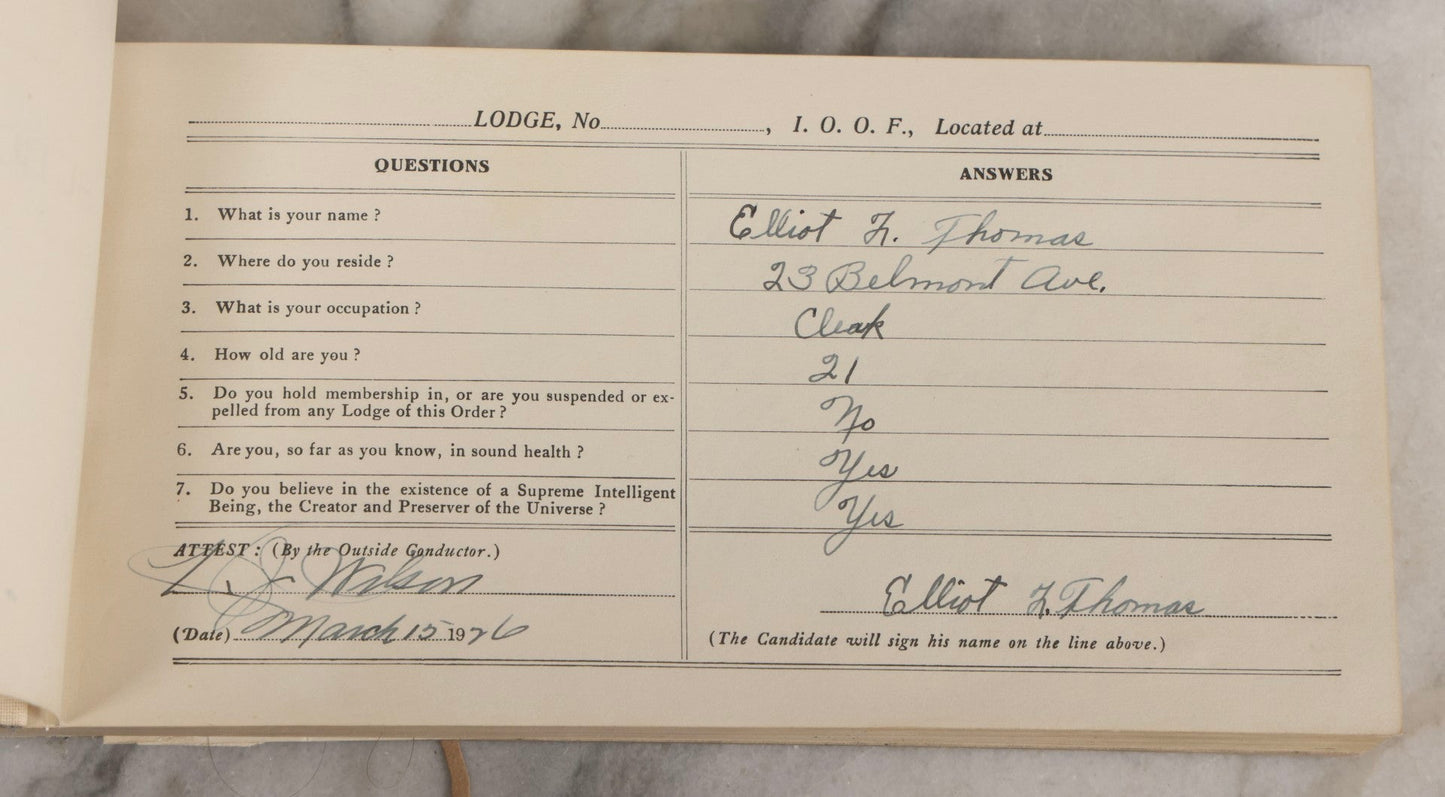 LODGE, No., I. O. O. F., Located at
QUESTIONS
ANSWERS
1. What is your name ?
Elliot F. Thomas
2. Where do you reside ?
23 Belmont Ave.
3. What is your occupation ?
Cleak
4. How old are you ?
21
5. Do you hold membership in, or are you suspended or ex-
pelled from any Lodge of this Order ?
No
6. Are you, so far as you know, in sound health ?
Yes
7. Do you believe in the existence of a Supreme Intelligent
Being, the Creator and Preserver of the Universe ?
Yes
ATTEST : (By the Outside Conductor.)
Wilson
Elliot F. Thomas
(Date) March 15 1926
(The Candidate will sign his name on the line above.)